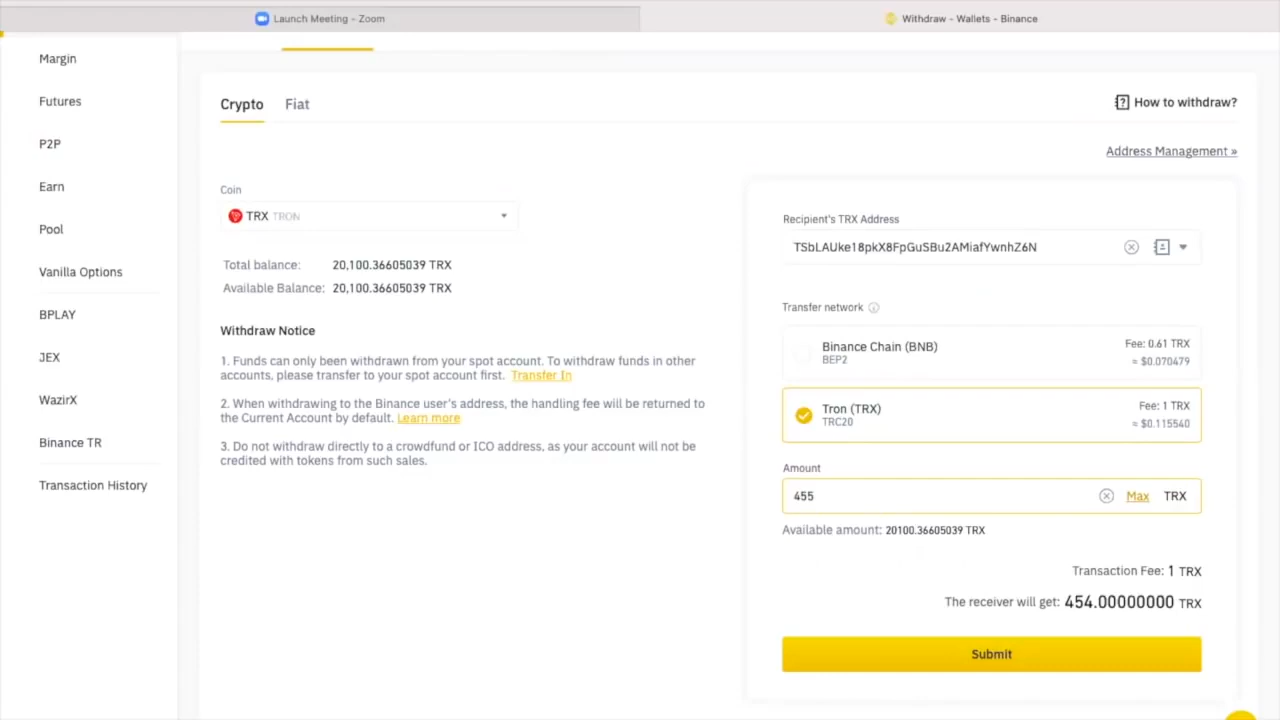 Launch Meeting - Zoom
Withdraw - Wallets - Binance
Margin
Futures
P2P
Earn
Pool
Vanilla Options
BPLAY
JEX
WazirX
Binance TR
Transaction History
Crypto
Fiat
How to withdraw?
Address Management »
Coin
TRX TRON
Total balance: 20,100.36605039 TRX
Available Balance: 20,100.36605039 TRX
Withdraw Notice
1. Funds can only been withdrawn from your spot account. To withdraw funds in other
accounts, please transfer to your spot account first. Transfer In
2. When withdrawing to the Binance user's address, the handling fee will be returned to
the Current Account by default. Learn more
3. Do not withdraw directly to a crowdfund or ICO address, as your account will not be
credited with tokens from such sales.
Recipient's TRX Address
TSbLAUke18pkX8FpGuSBu2AMiafYwnhZ6N
Transfer network
Binance Chain (BNB)
BEP2
Fee: 0.61 TRX
≈ $0.070479
Tron (TRX)
TRC20
Fee: 1 TRX
≈ $0.115540
Amount
455
Max
TRX
Available amount: 20100.36605039 TRX
Transaction Fee: 1 TRX
The receiver will get: 454.00000000 TRX
Submit